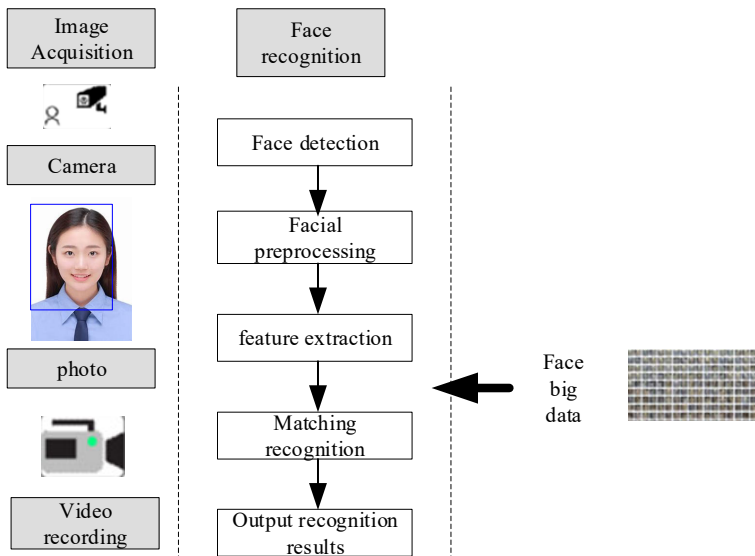 Image
Acquisition
Camera
photo
Video
recording
Face
recognition
Face detection
Facial
preprocessing
feature extraction
Matching
recognition
Output recognition
results
Face
big
data